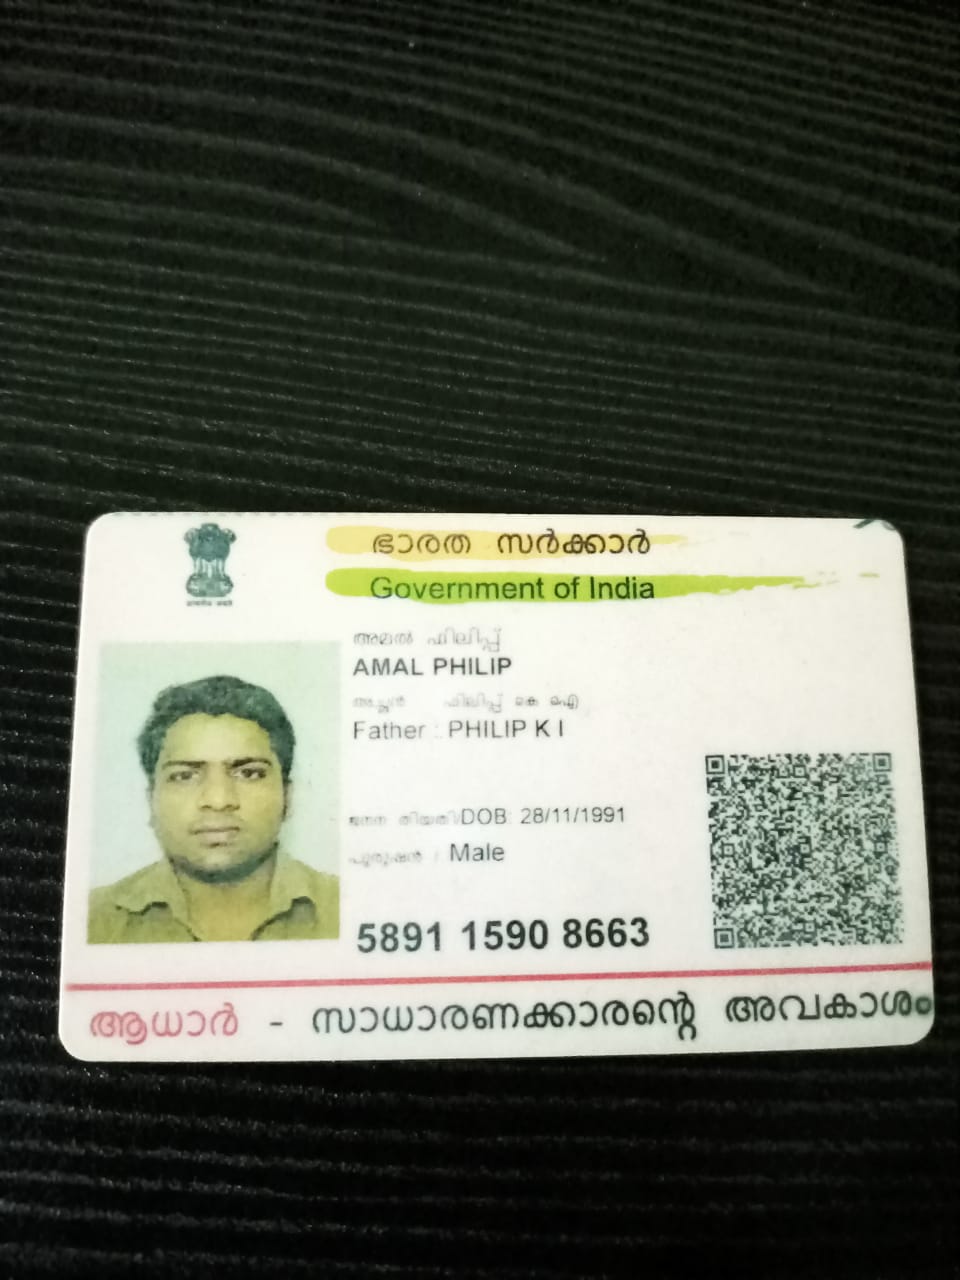 ഭാരത സർക്കാർ
Government of India
അമൽ ഫിലിപ്പ്
AMAL PHILIP
അച്ഛൻ ഫിലിപ്പ് കെ ഐ
Father : PHILIP K I
ജനന തിയതി/DOB: 28/11/1991
പുരുഷൻ / Male
5891 1590 8663
ആധാർ - സാധാരണക്കാരന്റെ അവകാശം